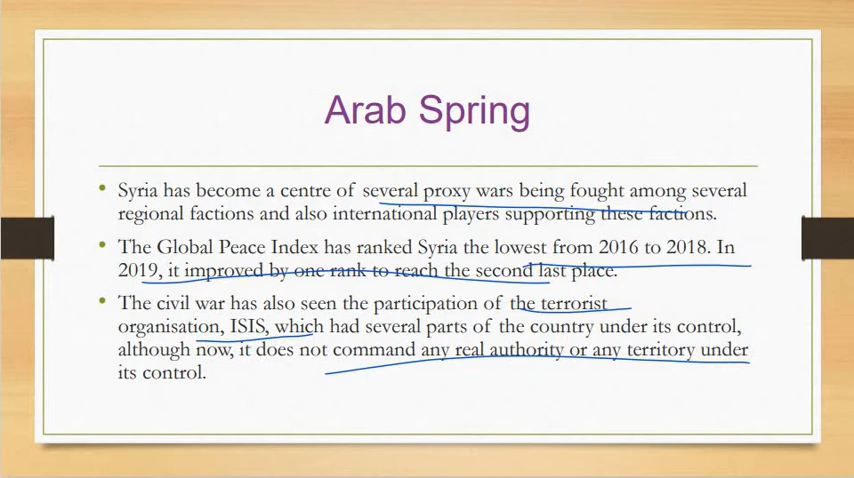 Arab Spring
• Syria has become a centre of several proxy wars being fought among several
regional factions and also international players supporting these factions.
• The Global Peace Index has ranked Syria the lowest from 2016 to 2018. In
2019, it improved by one rank to reach the second last place.
• The civil war has also seen the participation of the terrorist
organisation, ISIS, which had several parts of the country under its control,
although now, it does not command any real authority or any territory under
its control.